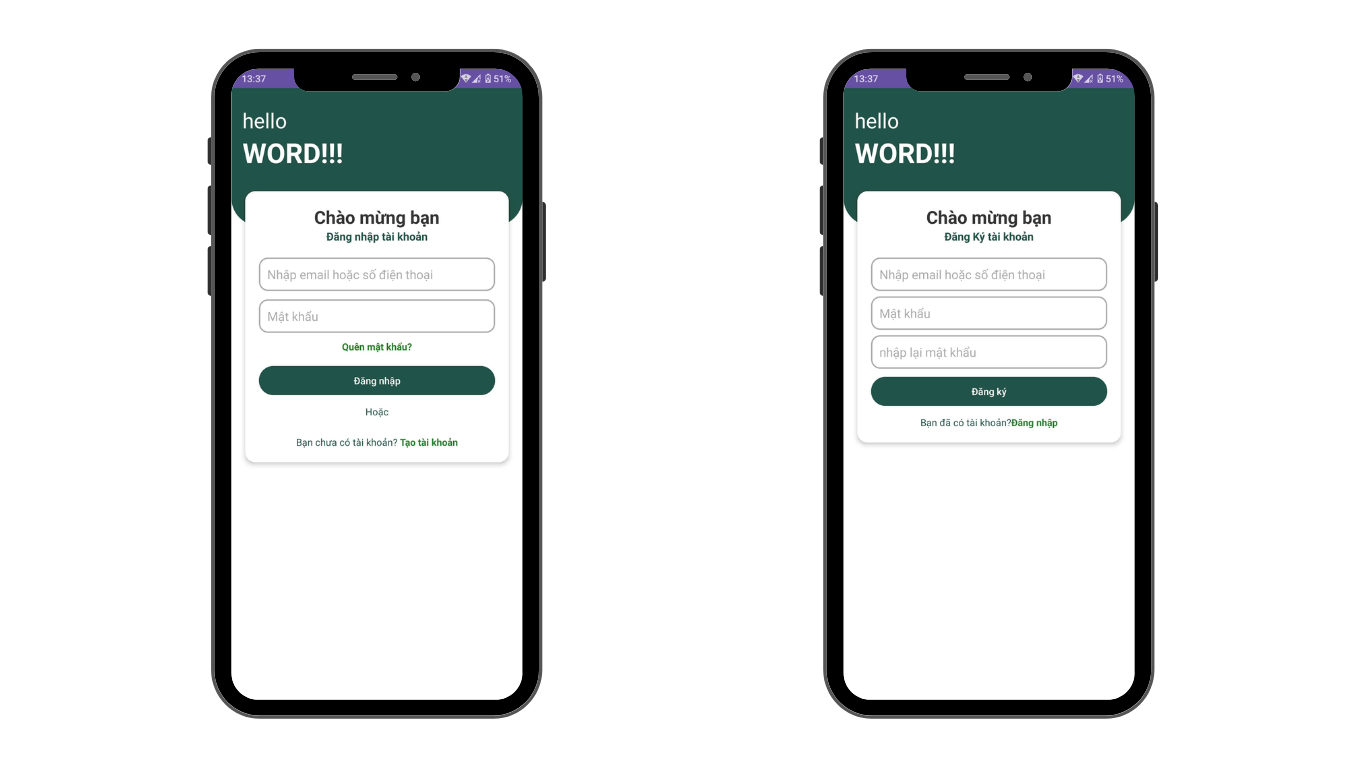 13:37
51%
hello
WORD!!!
Chào mừng bạn
Đăng nhập tài khoản
Nhập email hoặc số điện thoại
Mật khẩu
Quên mật khẩu?
Đăng nhập
Hoặc
Bạn chưa có tài khoản? Tạo tài khoản
13:37
51%
hello
WORD!!!
Chào mừng bạn
Đăng Ký tài khoản
Nhập email hoặc số điện thoại
Mật khẩu
nhập lại mật khẩu
Đăng ký
Bạn đã có tài khoản?Đăng nhập